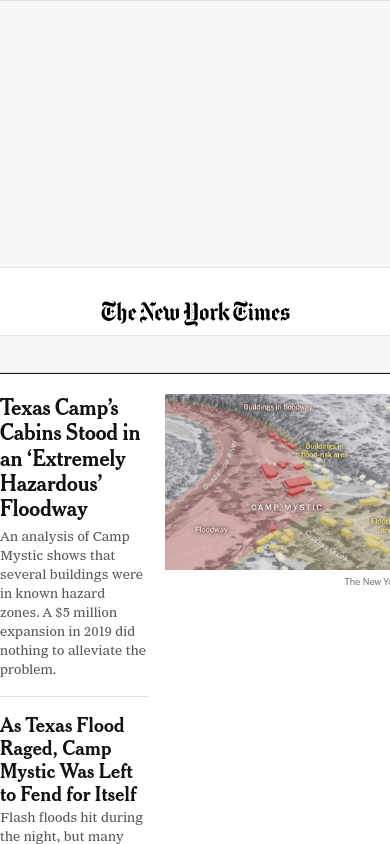 The New York Times
Texas Camp’s
Cabins Stood in
an ‘Extremely
Hazardous’
Floodway
An analysis of Camp
Mystic shows that
several buildings were
in known hazard
zones. A $5 million
expansion in 2019 did
nothing to alleviate the
problem.
Buildings in floodway
Buildings in
flood-risk area
Guadalupe River
CAMP MYSTIC
Floodway
Flood
are
Cypress Creek
The New Yo
As Texas Flood
Raged, Camp
Mystic Was Left
to Fend for Itself
Flash floods hit during
the night, but many